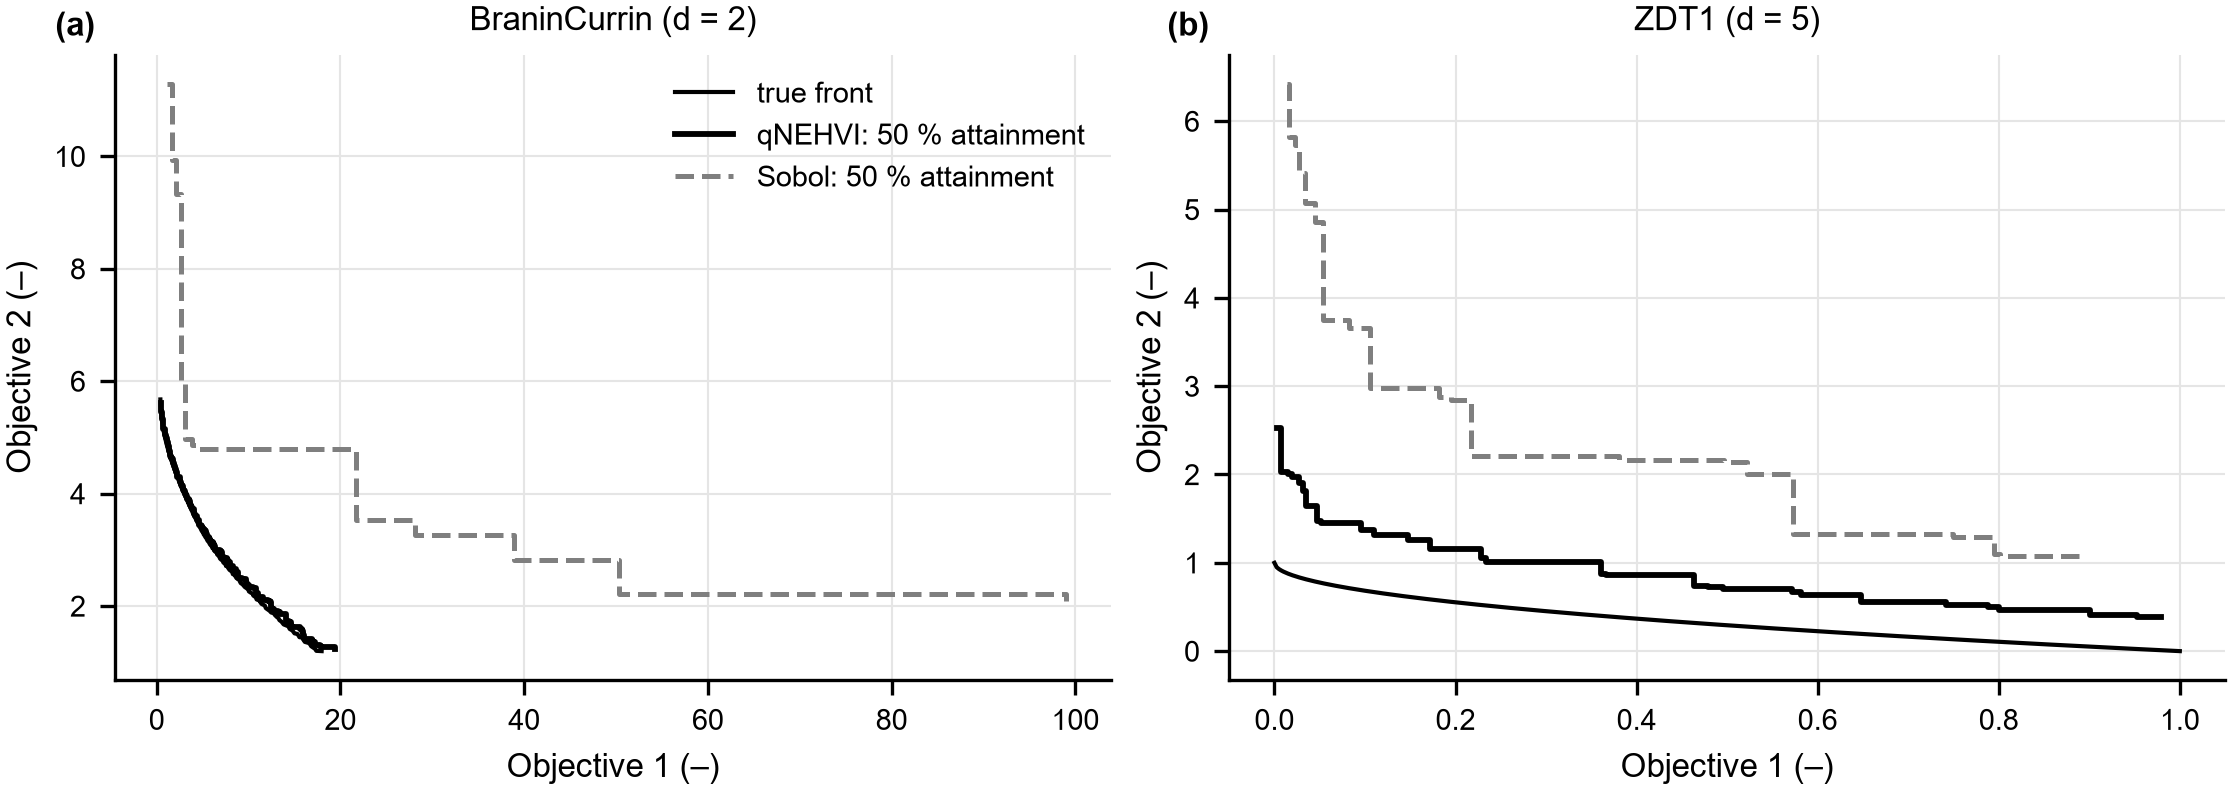 (a)
BraninCurrin (d = 2)
true front
qNEHVI: 50 % attainment
Sobol: 50 % attainment
Objective 2 (–)
10
8
6
4
2
0
20
40
60
80
100
Objective 1 (–)
(b)
ZDT1 (d = 5)
Objective 2 (–)
6
5
4
3
2
1
0
0.0
0.2
0.4
0.6
0.8
1.0
Objective 1 (–)